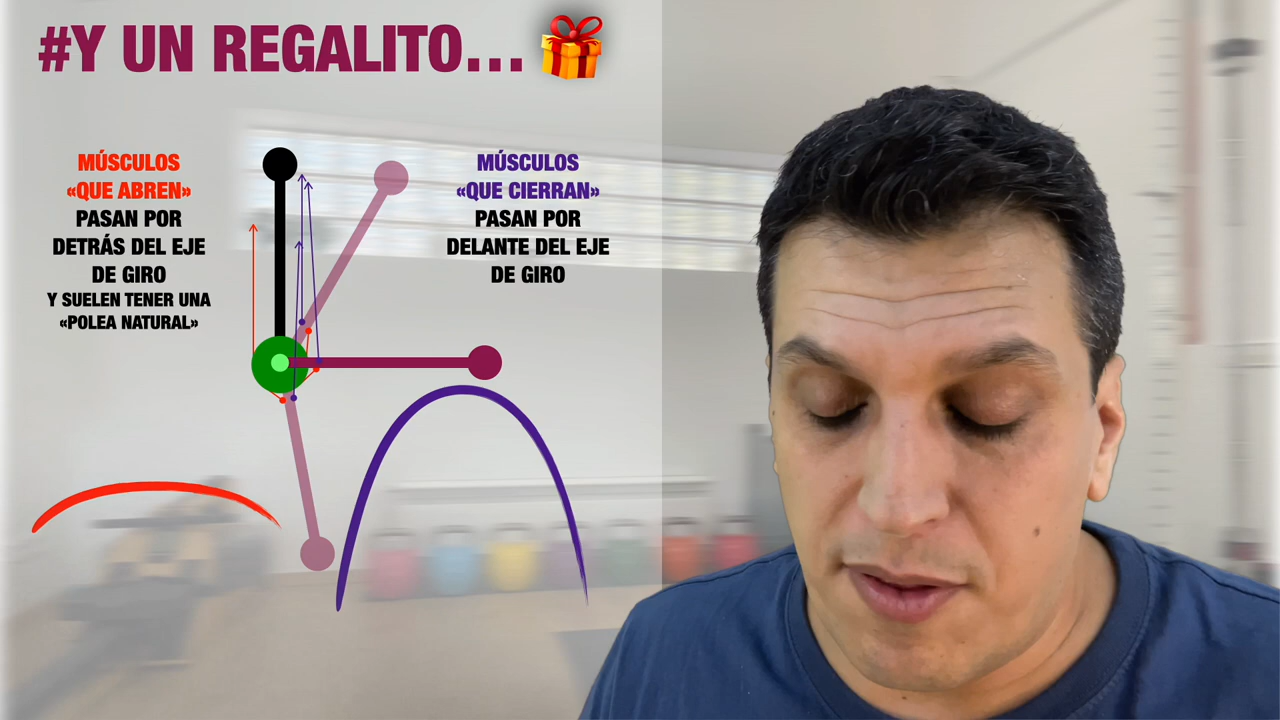 #Y UN REGALITO...
MÚSCULOS
«QUE ABREN»
PASAN POR
DETRÁS DEL EJE
DE GIRO
Y SUELEN TENER UNA
«POLEA NATURAL»
MÚSCULOS
«QUE CIERRAN»
PASAN POR
DELANTE DEL EJE
DE GIRO